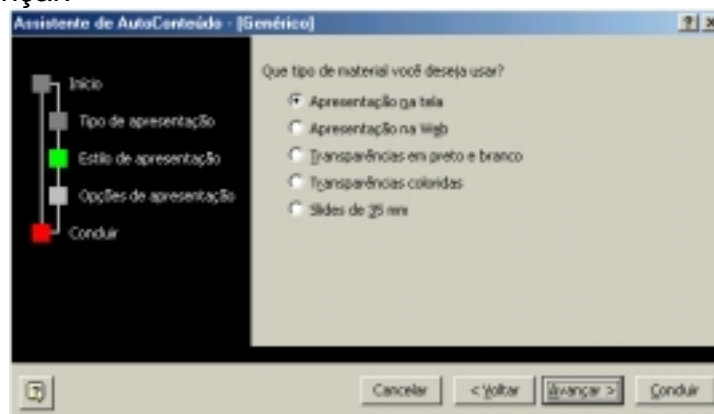 Assistente de AutoConteúdo - [Genérico]
Início
Tipo de apresentação
Estilo de apresentação
Opções de apresentação
Concluir
Que tipo de material você deseja usar?
Apresentação na tela
Apresentação na Web
Transparências em preto e branco
Transparências coloridas
Slides de 35 mm
Cancelar
< Voltar
Avançar >
Concluir